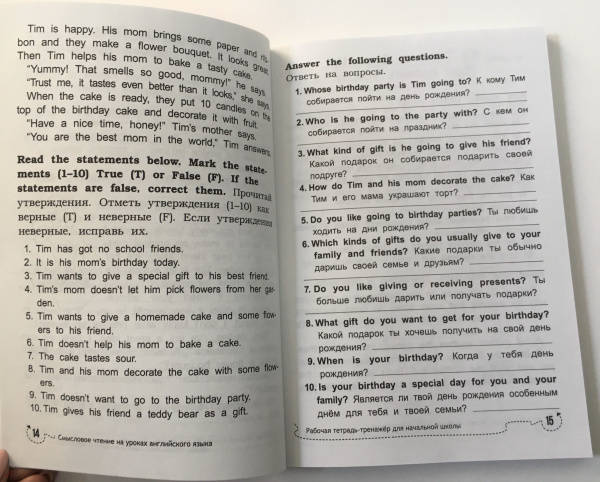 Tim is happy. His mom brings some paper and rib-
bon and they make a flower bouquet. It looks great.
Then Tim helps his mom to bake a tasty cake.
"Yummy! That smells so good, mommy!" he says.
"Trust me, it tastes even better than it looks," she says.
When the cake is ready, they put 10 candles on the
top of the birthday cake and decorate it with fruit.
"Have a nice time, honey!" Tim's mother says.
"You are the best mom in the world," Tim answers.
Read the statements below. Mark the state-
ments (1–10) True (T) or False (F). If the
statements are false, correct them. Прочитай
утверждения. Отметь утверждения (1–10) как
верные (T) и неверные (F). Если утверждения
неверные, исправь их.
1. Tim has got no school friends.
2. It is his mom's birthday today.
3. Tim wants to give a special gift to his best friend.
4. Tim's mom doesn't let him pick flowers from her gar-
den.
5. Tim wants to give a homemade cake and some flow-
ers to his friend.
6. Tim doesn't help his mom to bake a cake.
7. The cake tastes sour.
8. Tim and his mom decorate the cake with some flow-
ers.
9. Tim doesn't want to go to the birthday party.
10. Tim gives his friend a teddy bear as a gift.
14 Смысловое чтение на уроках английского языка
Answer the following questions.
Ответь на вопросы.
1. Whose birthday party is Tim going to? К кому Тим
собирается пойти на день рождения?
2. Who is he going to the party with? С кем он
собирается пойти на праздник?
3. What kind of gift is he going to give his friend?
Какой подарок он собирается подарить своей
подруге?
4. How do Tim and his mom decorate the cake? Как
Тим и его мама украшают торт?
5. Do you like going to birthday parties? Ты любишь
ходить на дни рождения?
6. Which kinds of gifts do you usually give to your
family and friends? Какие подарки ты обычно
даришь своей семье и друзьям?
7. Do you like giving or receiving presents? Ты
больше любишь дарить или получать подарки?
8. What gift do you want to get for your birthday?
Какой подарок ты хочешь получить на свой день
рождения?
9. When is your birthday? Когда у тебя день
рождения?
10. Is your birthday a special day for you and your
family? Является ли твой день рождения особенным
днём для тебя и твоей семьи?
Рабочая тетрадь-тренажёр для начальной школы 15